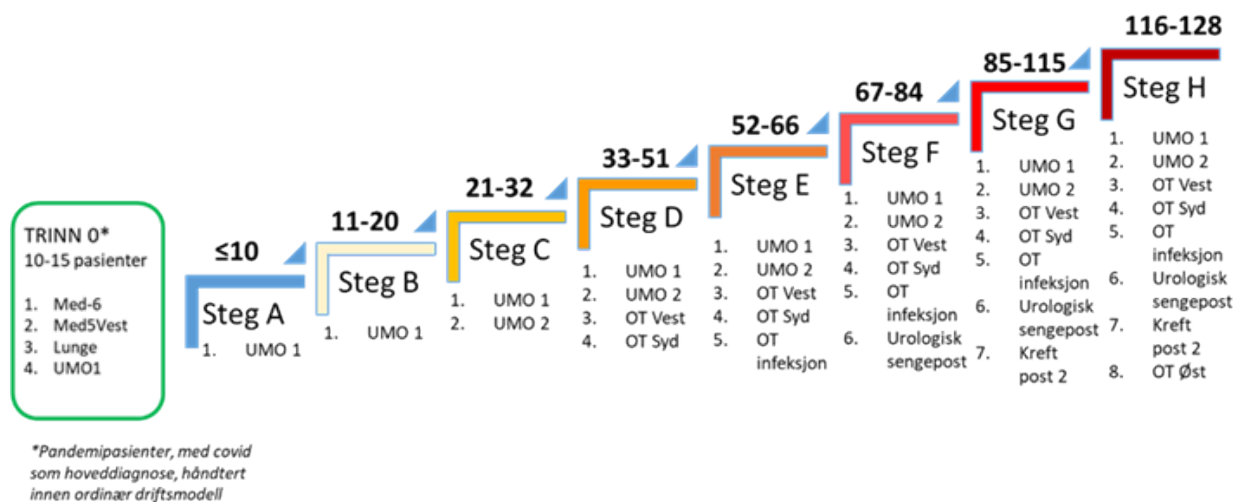 TRINN 0*
10-15 pasienter
1. Med-6
2. Med5Vest
3. Lunge
4. UMO1
*Pandemipasienter, med covid
som hoveddiagnose, håndtert
innen ordinær driftsmodell
≤10
Steg A
1. UMO 1
11-20
Steg B
1. UMO 1
21-32
Steg C
1. UMO 1
2. UMO 2
33-51
Steg D
1. UMO 1
2. UMO 2
3. OT Vest
4. OT Syd
52-66
Steg E
1. UMO 1
2. UMO 2
3. OT Vest
4. OT Syd
5. OT
infeksjon
67-84
Steg F
1. UMO 1
2. UMO 2
3. OT Vest
4. OT Syd
5. OT
infeksjon
6. Urologisk
sengepost
85-115
Steg G
1. UMO 1
2. UMO 2
3. OT Vest
4. OT Syd
5. OT
infeksjon
6. Urologisk
sengepost
7. Kreft
post 2
116-128
Steg H
1. UMO 1
2. UMO 2
3. OT Vest
4. OT Syd
5. OT
infeksjon
6. Urologisk
sengepost
7. Kreft
post 2
8. OT Øst